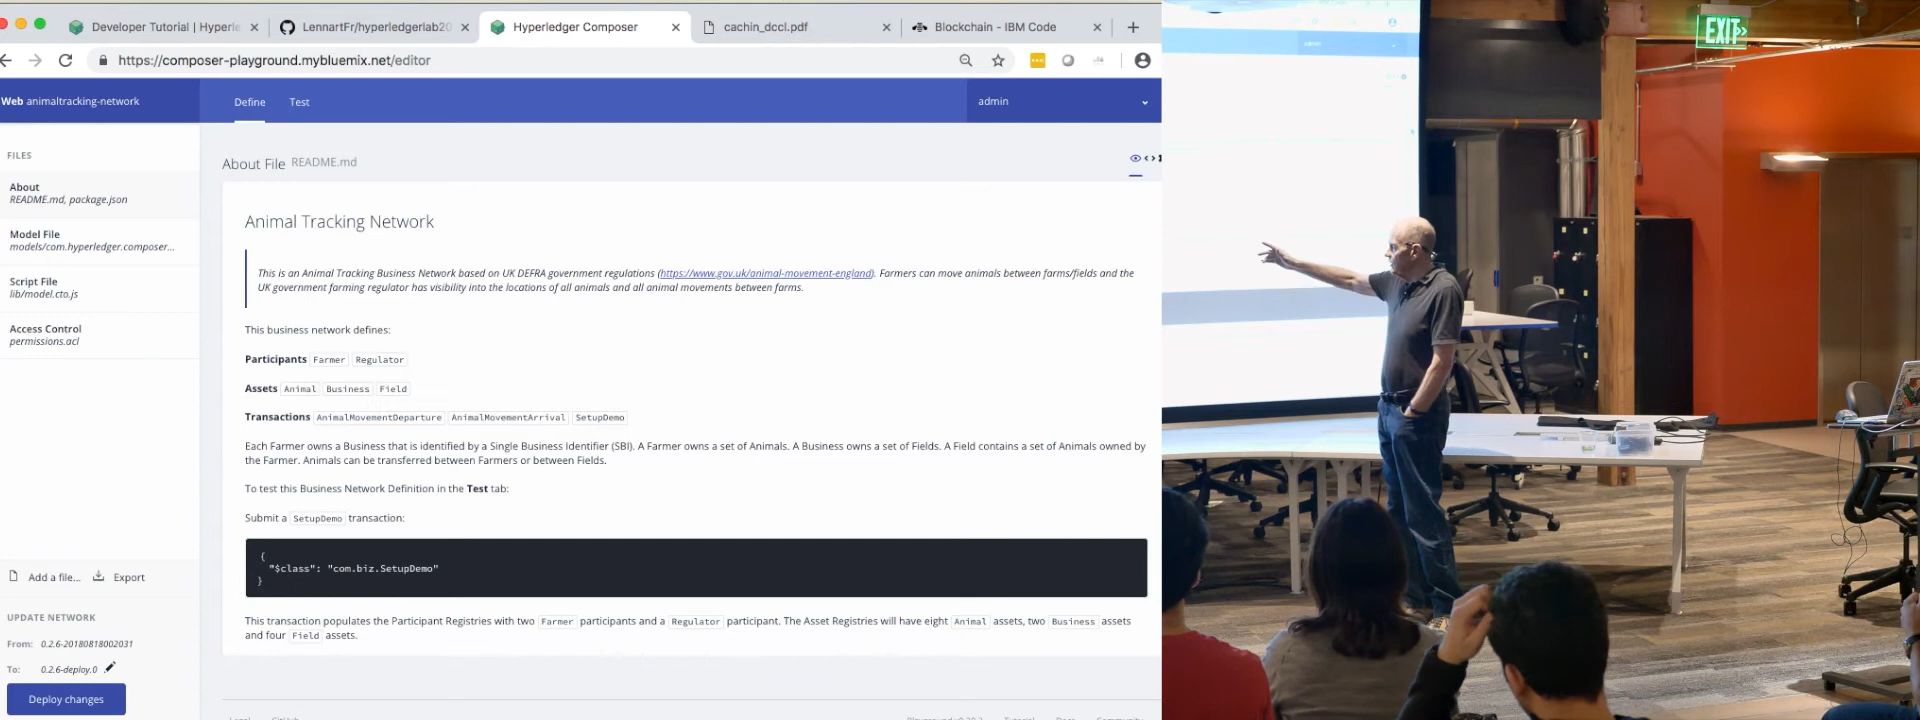 Developer Tutorial | Hyperle
LennartFr/hyperledgerlab20
Hyperledger Composer
cachin_dccl.pdf
Blockchain - IBM Code
https://composer-playground.mybluemix.net/editor
Web animaltracking-network
Define
Test
admin
FILES
About
README.md, package.json
Model File
models/com.hyperledger.composer...
Script File
lib/model.cto.js
Access Control
permissions.acl
Add a file...
Export
UPDATE NETWORK
From: 0.2.6-20180818002031
To: 0.2.6-deploy.0
Deploy changes
About File README.md
Animal Tracking Network
This is an Animal Tracking Business Network based on UK DEFRA government regulations (https://www.gov.uk/animal-movement-england). Farmers can move animals between farms/fields and the
UK government farming regulator has visibility into the locations of all animals and all animal movements between farms.
This business network defines:
Participants Farmer Regulator
Assets Animal Business Field
Transactions AnimalMovementDeparture AnimalMovementArrival SetupDemo
Each Farmer owns a Business that is identified by a Single Business Identifier (SBI). A Farmer owns a set of Animals. A Business owns a set of Fields. A Field contains a set of Animals owned by
the Farmer. Animals can be transferred between Farmers or between Fields.
To test this Business Network Definition in the Test tab:
Submit a SetupDemo transaction:
{
"$class": "com.biz.SetupDemo"
}
This transaction populates the Participant Registries with two Farmer participants and a Regulator participant. The Asset Registries will have eight Animal assets, two Business assets
and four Field assets.
EXIT